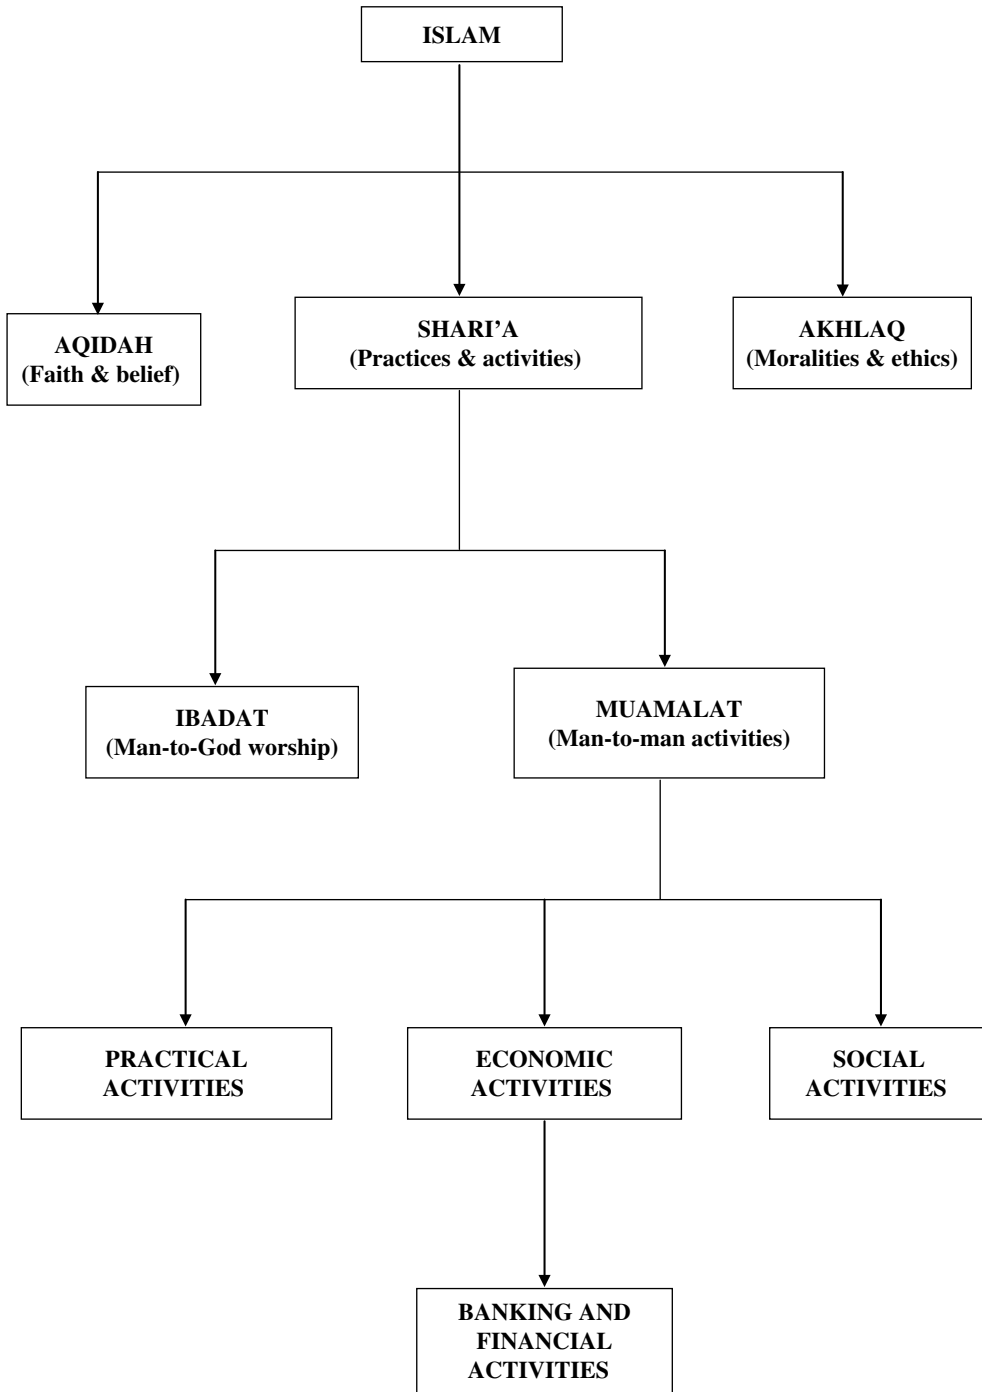 ISLAM
AQIDAH
(Faith & belief)
SHARI’A
(Practices & activities)
AKHLAQ
(Moralities & ethics)
IBADAT
(Man-to-God worship)
MUAMALAT
(Man-to-man activities)
PRACTICAL
ACTIVITIES
ECONOMIC
ACTIVITIES
SOCIAL
ACTIVITIES
BANKING AND
FINANCIAL
ACTIVITIES